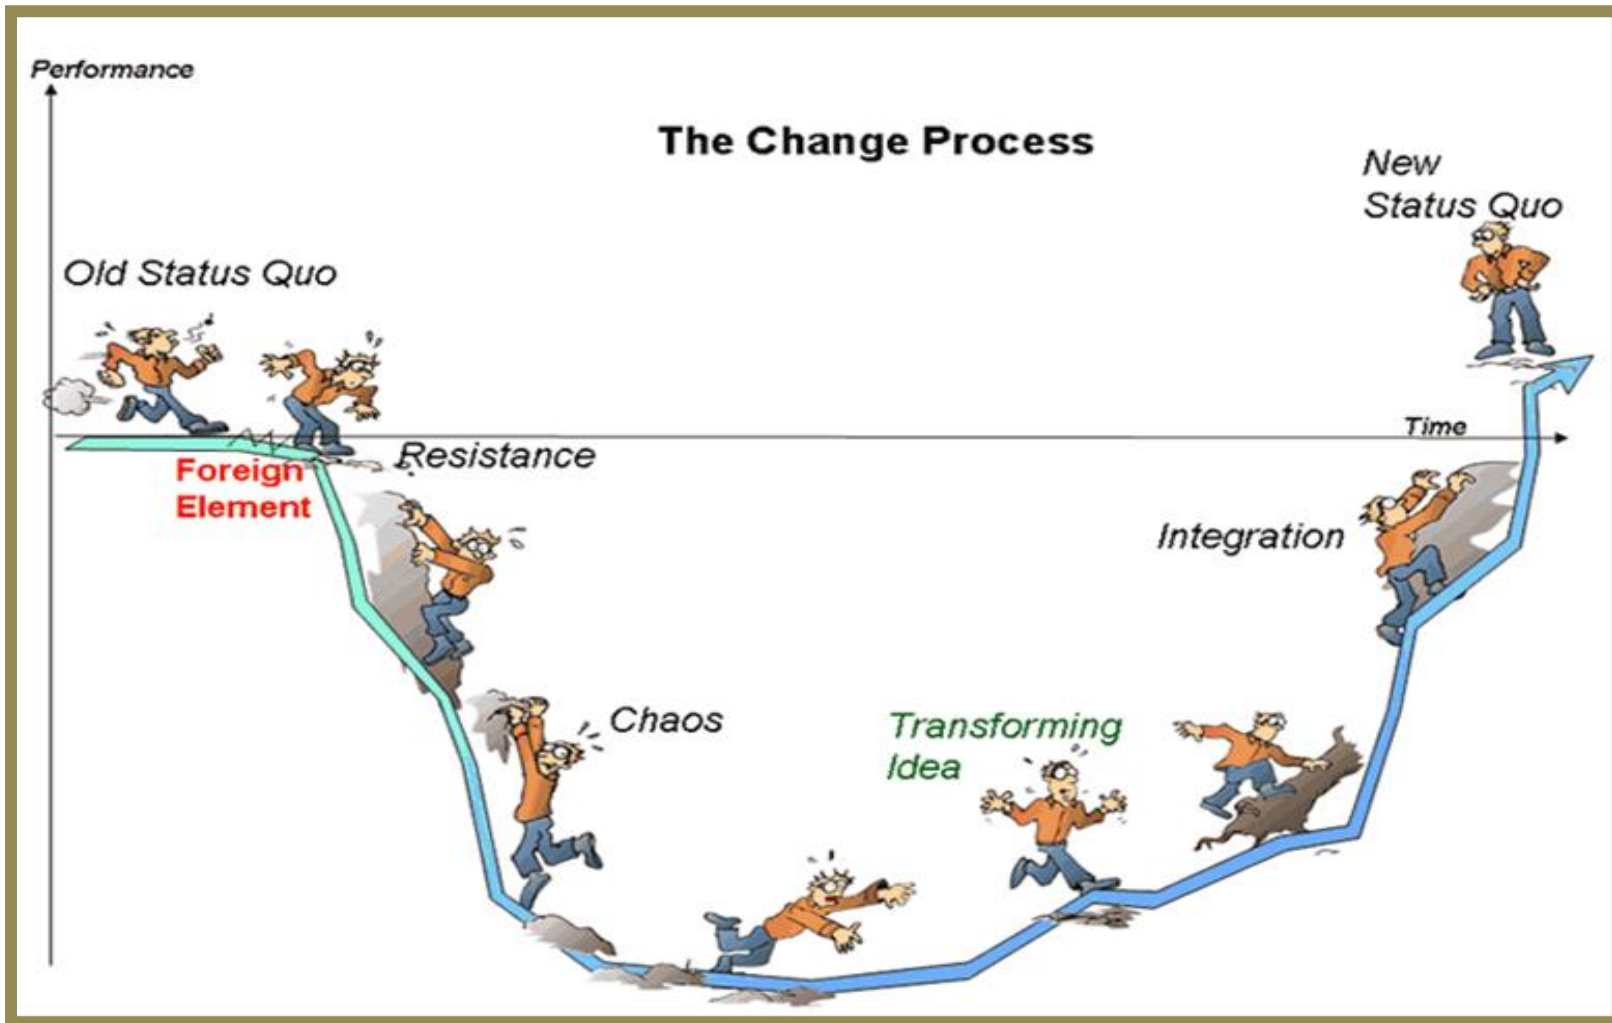 Performance
The Change Process
New
Status Quo
Old Status Quo
Time
Resistance
Foreign
Element
Integration
Chaos
Transforming
Idea